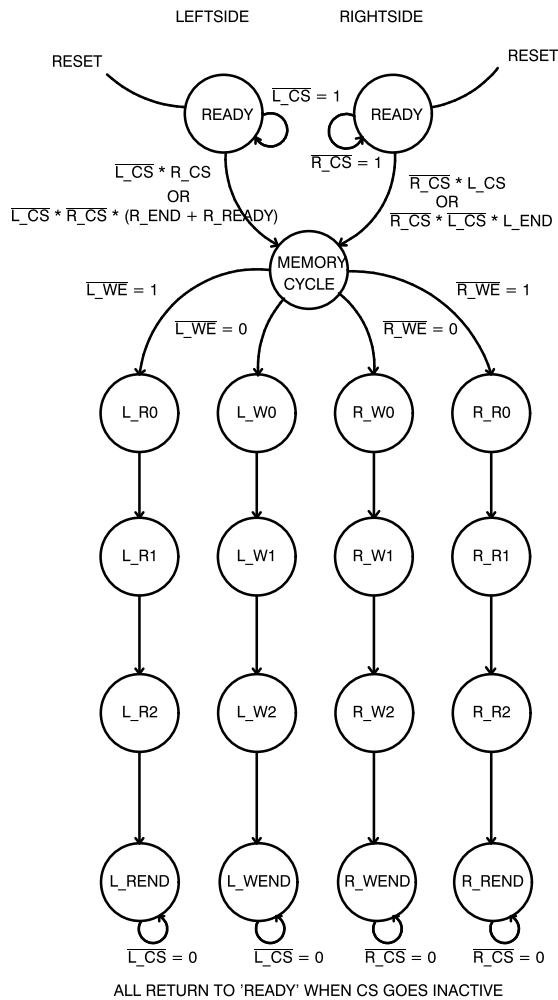 LEFTSIDE RIGHTSIDE
RESET RESET
L_CS = 1
READY READY
R_CS = 1
L_CS * R_CS
OR
L_CS * R_CS * (R_END + R_READY)
R_CS * L_CS
OR
R_CS * L_CS * L_END
MEMORY
CYCLE
L_WE = 1 R_WE = 1
L_WE = 0 R_WE = 0
L_R0 L_W0 R_W0 R_R0
L_R1 L_W1 R_W1 R_R1
L_R2 L_W2 R_W2 R_R2
L_REND L_WEND R_WEND R_REND
L_CS = 0 L_CS = 0 R_CS = 0 R_CS = 0
ALL RETURN TO 'READY' WHEN CS GOES INACTIVE